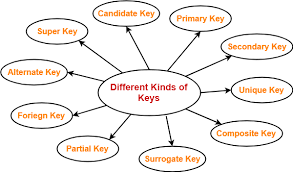 Candidate Key
Primary Key
Super Key
Secondary Key
Alternate Key
Different Kinds of
Keys
Unique Key
Foriegn Key
Composite Key
Partial Key
Surrogate Key